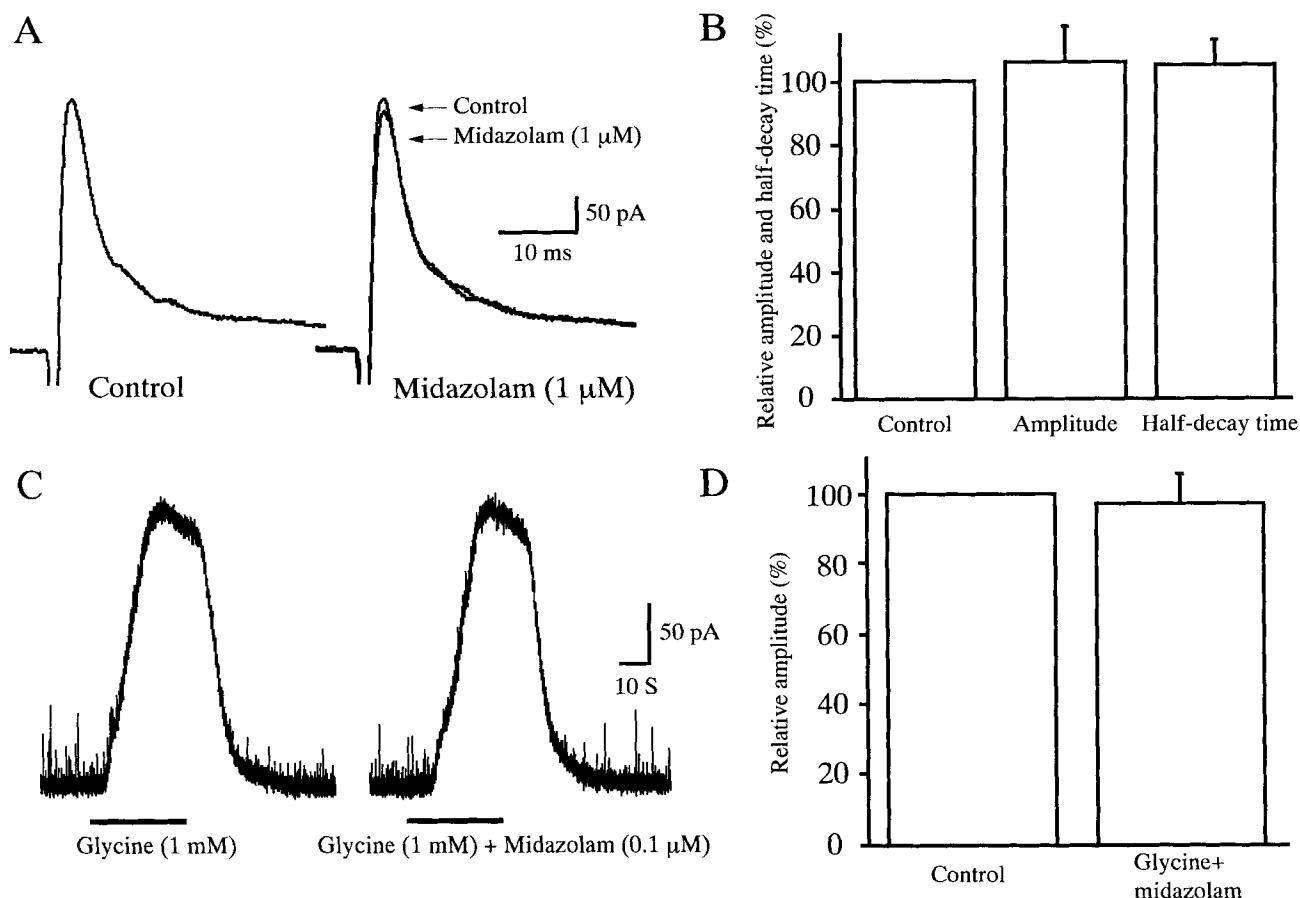 A
Control
Midazolam (1 μM)
50 pA
10 ms
Control
Midazolam (1 μM)
B
Relative amplitude and half-decay time (%)
100
80
60
40
20
0
Control
Amplitude
Half-decay time
C
50 pA
10 S
Glycine (1 mM)
Glycine (1 mM) + Midazolam (0.1 μM)
D
Relative amplitude (%)
100
80
60
40
20
0
Control
Glycine+
midazolam